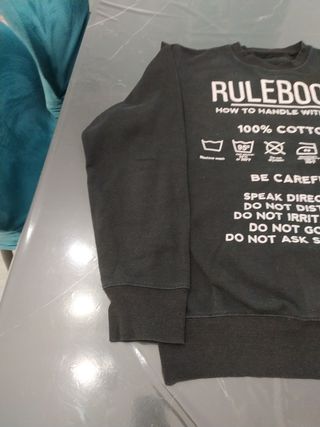 RULEBOO
HOW TO HANDLE WITH
100% COTTO
95°
BE CAREF
SPEAK DIREC
DO NOT DIST
DO NOT IRRIT
DO NOT GO
DO NOT ASK S